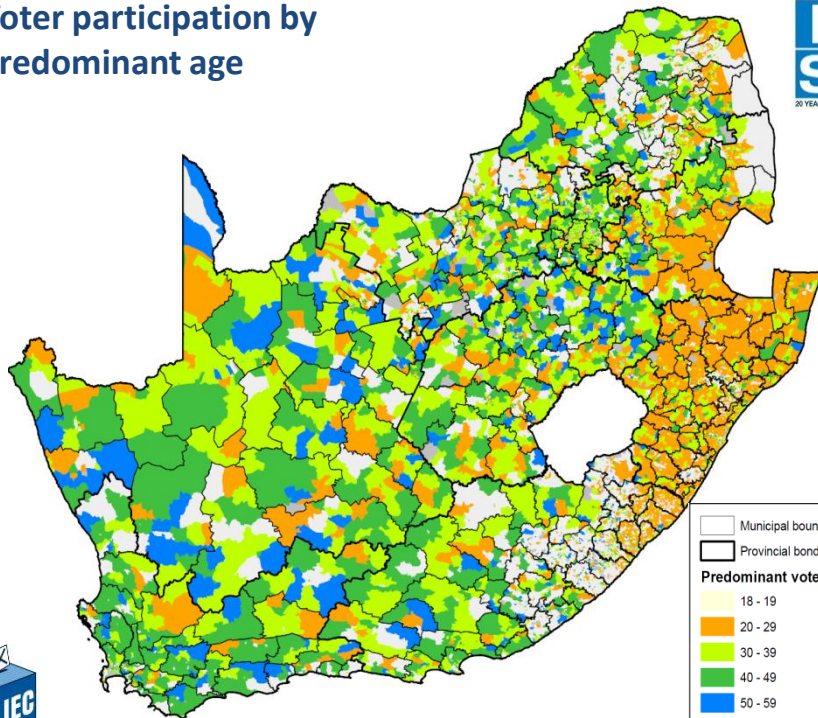 oter participation by
redominant age
S
20 YEA
Municipal boun
Provincial bond
Predominant vote
18 - 19
20 - 29
30 - 39
40 - 49
50 - 59
IEC